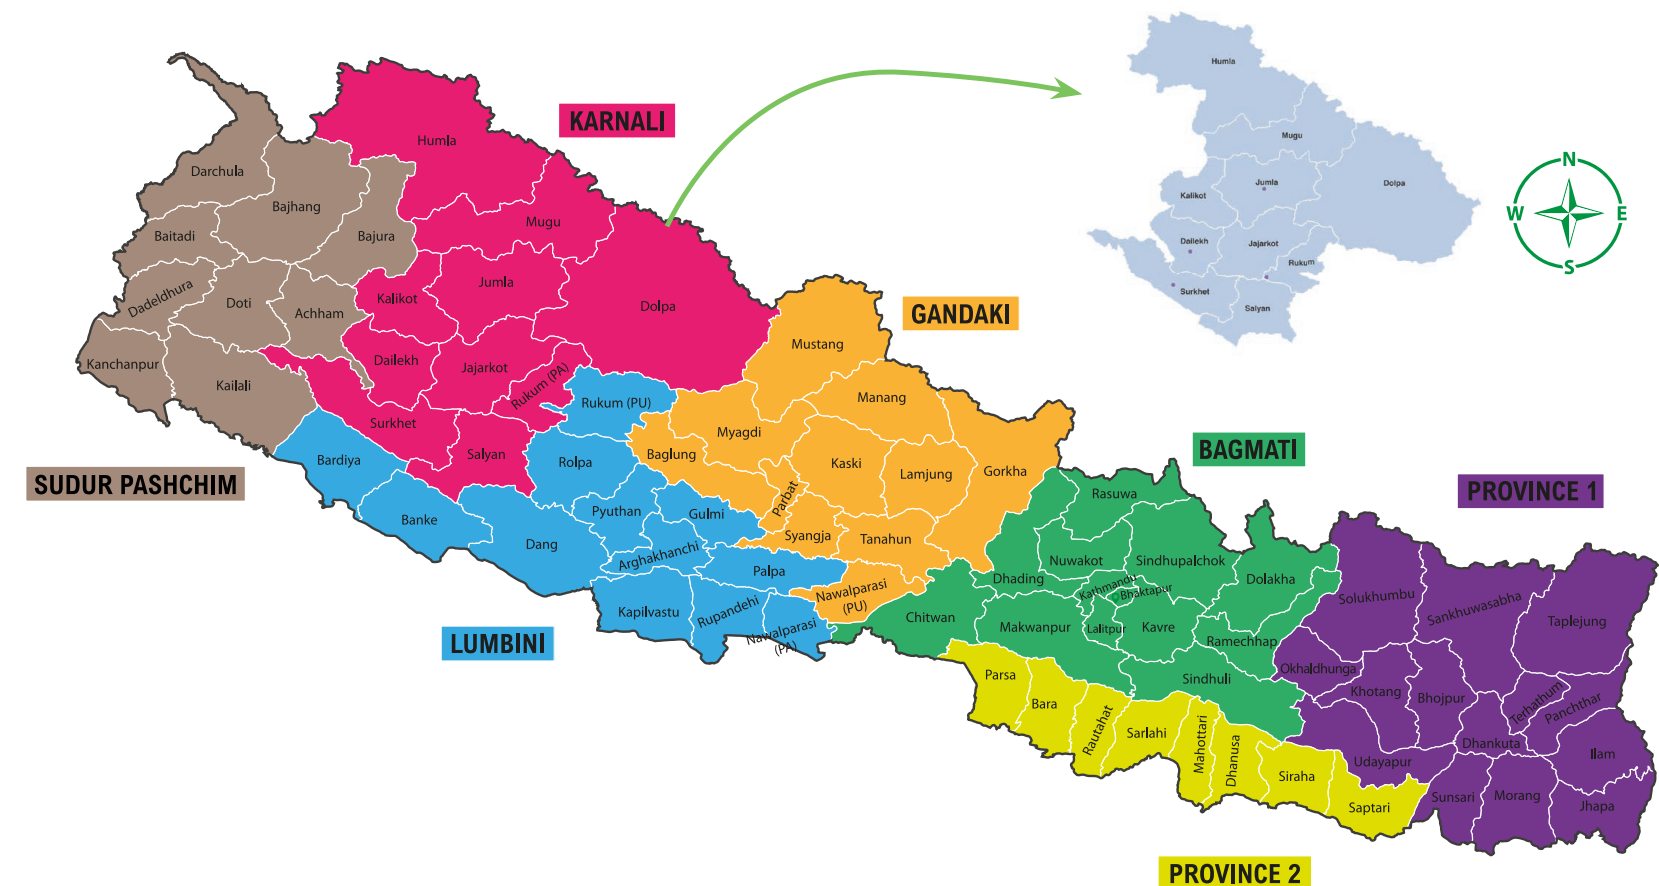 KARNALI
Humla
Mugu
Jumla
Kalikot
Dolpa
Dailekh
Jajarkot
Rukum (PA)
Surkhet
Salyan
Humla
Mugu
Jumla
Dolpa
Kalikot
Dailekh
Jajarkot
Rukum
Surkhet
Salyan
N
W
E
S
Darchula
Bajhang
Baitadi
Bajura
Dadeldhura
Doti
Achham
Kanchanpur
Kailali
SUDUR PASHCHIM
GANDAKI
Mustang
Manang
Myagdi
Baglung
Kaski
Lamjung
Gorkha
Parbat
Syangja
Tanahun
Nawalparasi
(PU)
Rukum (PU)
Bardiya
Rolpa
Banke
Pyuthan
Gulmi
Dang
Arghakhanchi
Palpa
Kapilvastu
Rupandehi
Nawalparasi
(PA)
LUMBINI
BAGMATI
Rasuwa
Nuwakot
Sindhupalchok
Dhading
Kathmandu
Bhaktapur
Dolakha
Chitwan
Makwanpur
Lalitpur
Kavre
Ramechhap
Sindhuli
PROVINCE 1
Solukhumbu
Sankhuwasabha
Taplejung
Okhaldhunga
Khotang
Bhojpur
Terhathum
Panchthar
Dhankuta
Ilam
Udayapur
Sunsari
Morang
Jhapa
Parsa
Bara
Rautahat
Sarlahi
Mahottari
Dhanusa
Siraha
Saptari
PROVINCE 2